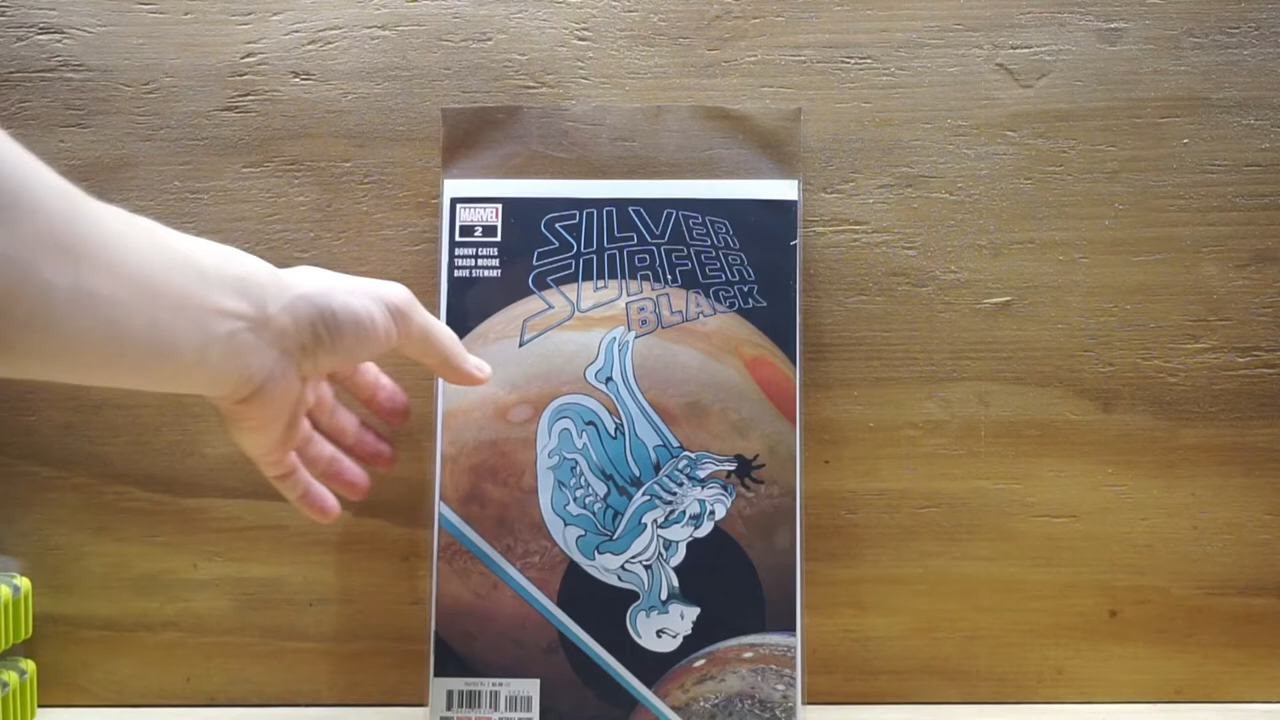 MARVEL
2
DONNY CATES
TRADD MOORE
DAVE STEWART
SILVER
SURFER
BLACK